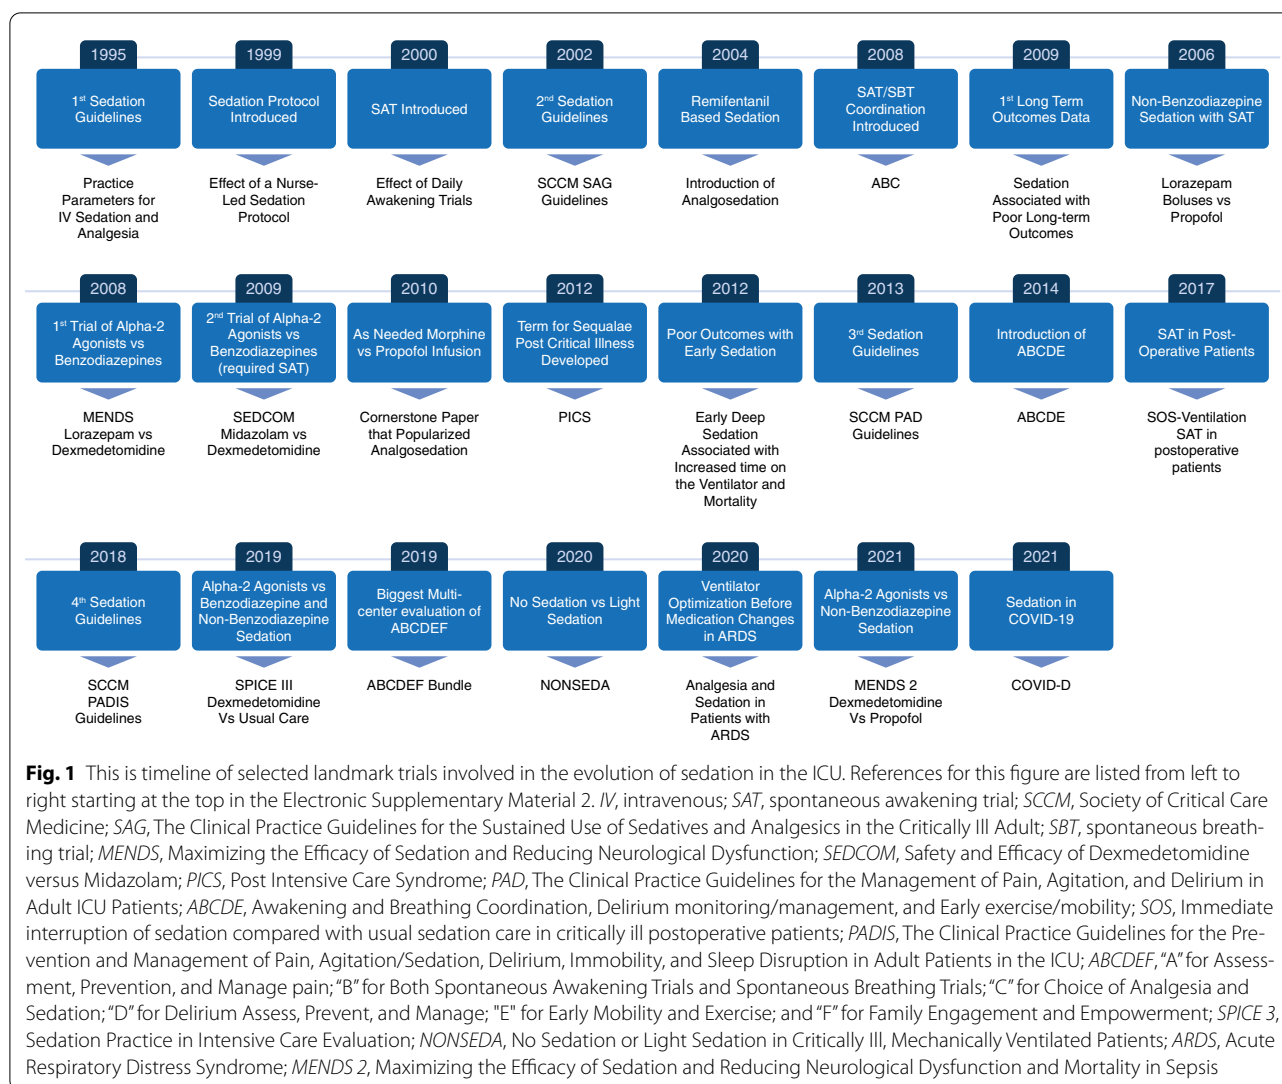 1995
1999
2000
2002
2004
2008
2009
2006
1st Sedation
Guidelines
Sedation Protocol
Introduced
SAT Introduced
2nd Sedation
Guidelines
Remifentanil
Based Sedation
SAT/SBT
Coordination
Introduced
1st Long Term
Outcomes Data
Non-Benzodiazepine
Sedation with SAT
Practice
Parameters for
IV Sedation and
Analgesia
Effect of a Nurse-
Led Sedation
Protocol
Effect of Daily
Awakening Trials
SCCM SAG
Guidelines
Introduction of
Analgosedation
ABC
Sedation
Associated with
Poor Long-term
Outcomes
Lorazepam
Boluses vs
Propofol
2008
2009
2010
2012
2012
2013
2014
2017
1st Trial of Alpha-2
Agonists vs
Benzodiazepines
2nd Trial of Alpha-2
Agonists vs
Benzodiazepines
(required SAT)
As Needed Morphine
vs Propofol Infusion
Term for Sequalae
Post Critical Illness
Developed
Poor Outcomes with
Early Sedation
3rd Sedation
Guidelines
Introduction of
ABCDE
SAT in Post-
Operative Patients
MENDS
Lorazepam vs
Dexmedetomidine
SEDCOM
Midazolam vs
Dexmedetomidine
Cornerstone Paper
that Popularized
Analgosedation
PICS
Early Deep
Sedation
Associated with
Increased time on
the Ventilator and
Mortality
SCCM PAD
Guidelines
ABCDE
SOS-Ventilation
SAT in
postoperative
patients
2018
2019
2019
2020
2020
2021
2021
4th Sedation
Guidelines
Alpha-2 Agonists vs
Benzodiazepine and
Non-Benzodiazepine
Sedation
Biggest Multi-
center evaluation of
ABCDEF
No Sedation vs Light
Sedation
Ventilator
Optimization Before
Medication Changes
in ARDS
Alpha-2 Agonists vs
Non-Benzodiazepine
Sedation
Sedation in
COVID-19
SCCM
PADIS
Guidelines
SPICE III
Dexmedetomidine
Vs Usual Care
ABCDEF Bundle
NONSEDA
Analgesia and
Sedation in
Patients with
ARDS
MENDS 2
Dexmedetomidine
Vs Propofol
COVID-D
Fig. 1 This is timeline of selected landmark trials involved in the evolution of sedation in the ICU. References for this figure are listed from left to
right starting at the top in the Electronic Supplementary Material 2. IV, intravenous; SAT, spontaneous awakening trial; SCCM, Society of Critical Care
Medicine; SAG, The Clinical Practice Guidelines for the Sustained Use of Sedatives and Analgesics in the Critically Ill Adult; SBT, spontaneous breath-
ing trial; MENDS, Maximizing the Efficacy of Sedation and Reducing Neurological Dysfunction; SEDCOM, Safety and Efficacy of Dexmedetomidine
versus Midazolam; PICS, Post Intensive Care Syndrome; PAD, The Clinical Practice Guidelines for the Management of Pain, Agitation, and Delirium in
Adult ICU Patients; ABCDE, Awakening and Breathing Coordination, Delirium monitoring/management, and Early exercise/mobility; SOS, Immediate
interruption of sedation compared with usual sedation care in critically ill postoperative patients; PADIS, The Clinical Practice Guidelines for the Pre-
vention and Management of Pain, Agitation/Sedation, Delirium, Immobility, and Sleep Disruption in Adult Patients in the ICU; ABCDEF, “A” for Assess-
ment, Prevention, and Manage pain; “B” for Both Spontaneous Awakening Trials and Spontaneous Breathing Trials; “C” for Choice of Analgesia and
Sedation; “D” for Delirium Assess, Prevent, and Manage; "E" for Early Mobility and Exercise; and “F” for Family Engagement and Empowerment; SPICE 3,
Sedation Practice in Intensive Care Evaluation; NONSEDA, No Sedation or Light Sedation in Critically Ill, Mechanically Ventilated Patients; ARDS, Acute
Respiratory Distress Syndrome; MENDS 2, Maximizing the Efficacy of Sedation and Reducing Neurological Dysfunction and Mortality in Sepsis